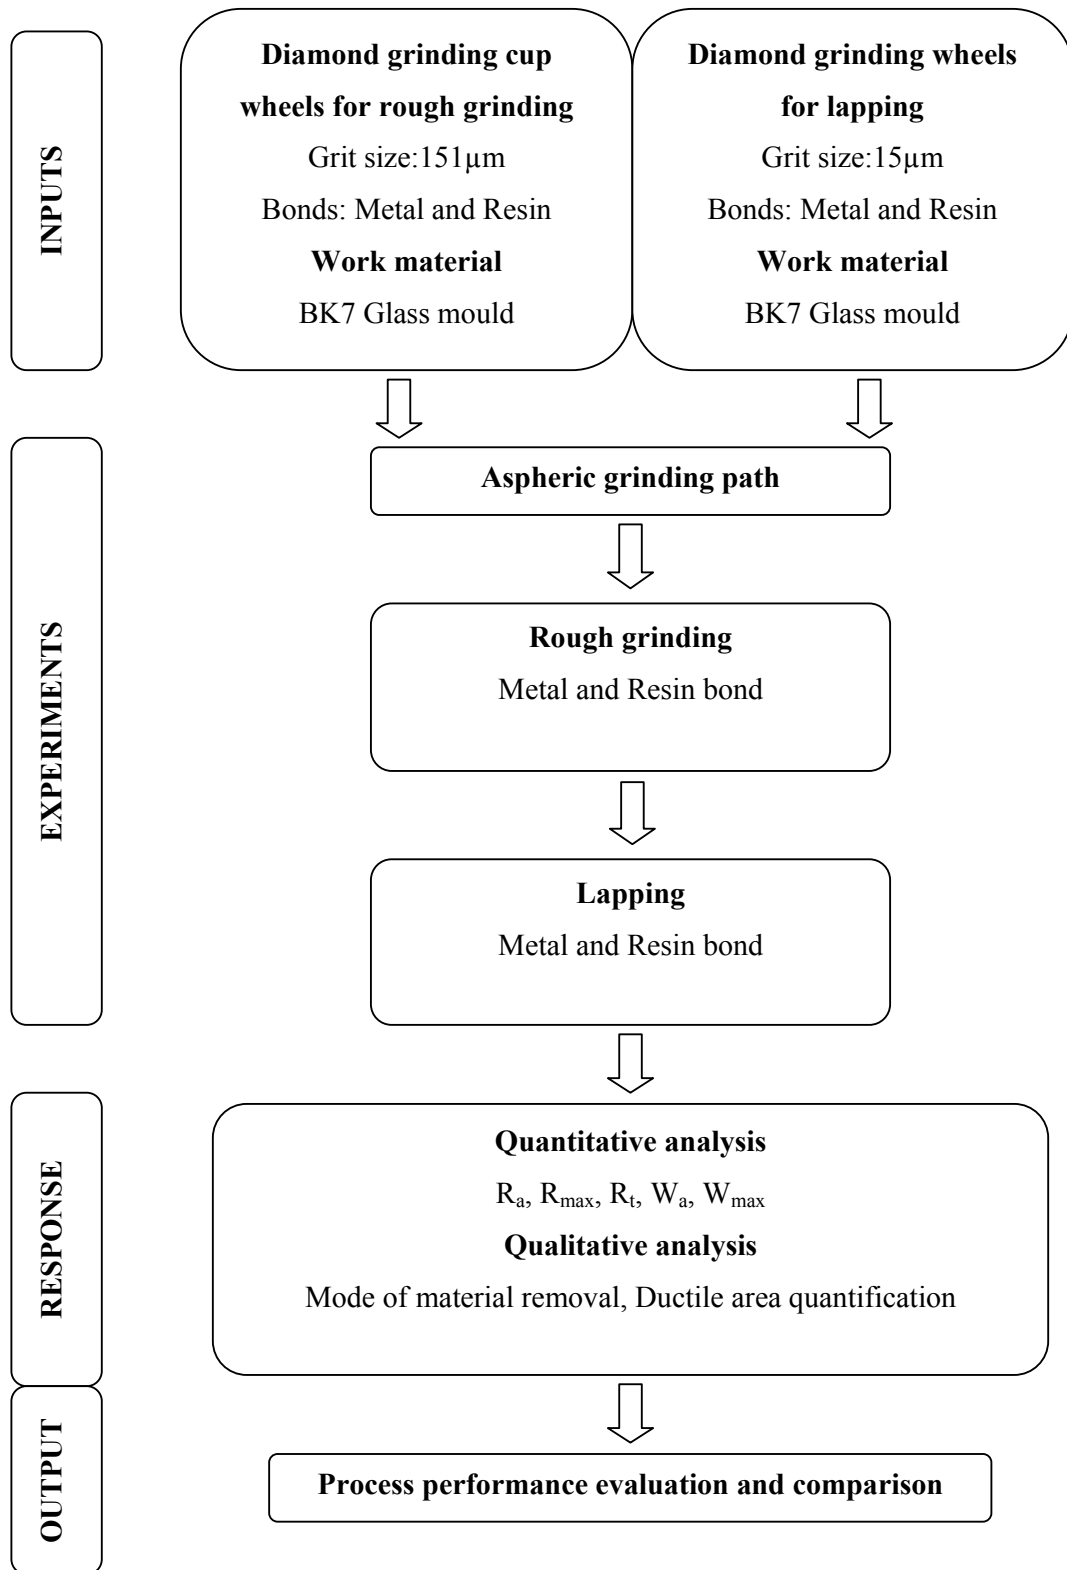 INPUTS
Diamond grinding cup
wheels for rough grinding
Grit size:151µm
Bonds: Metal and Resin
Work material
BK7 Glass mould
Diamond grinding wheels
for lapping
Grit size:15µm
Bonds: Metal and Resin
Work material
BK7 Glass mould
EXPERIMENTS
Aspheric grinding path
Rough grinding
Metal and Resin bond
Lapping
Metal and Resin bond
RESPONSE
Quantitative analysis
Rₐ, Rmax, Rₜ, Wₐ, Wmax
Qualitative analysis
Mode of material removal, Ductile area quantification
OUTPUT
Process performance evaluation and comparison